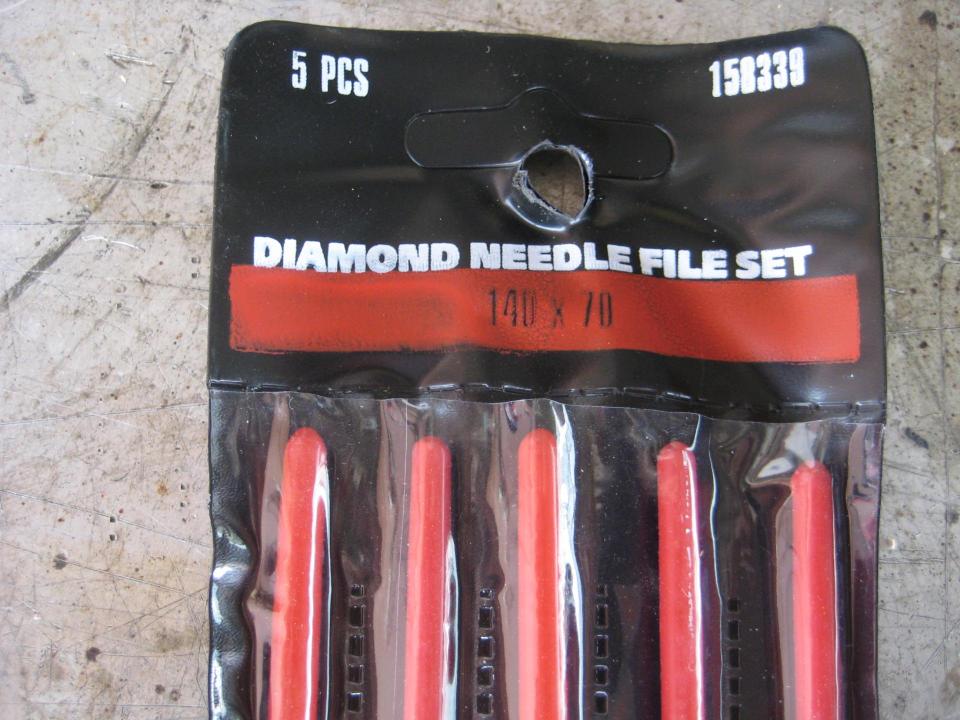 5 PCS 158339
DIAMOND NEEDLE FILE SET
140 x 70